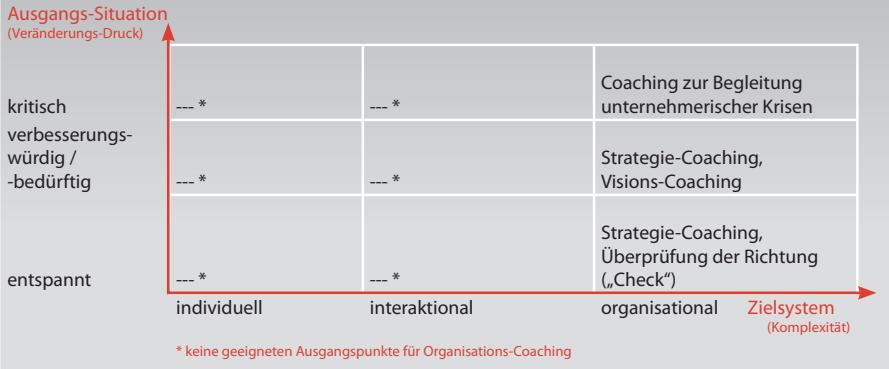 Ausgangs-Situation
(Veränderungs-Druck)
Coaching zur Begleitung
kritisch --- * --- * unternehmerischer Krisen
verbesserungs-
würdig / Strategie-Coaching,
-bedürftig --- * --- * Visions-Coaching
Strategie-Coaching,
Überprüfung der Richtung
entspannt --- * --- * („Check“)
individuell interaktional organisational Zielsystem
(Komplexität)
* keine geeigneten Ausgangspunkte für Organisations-Coaching